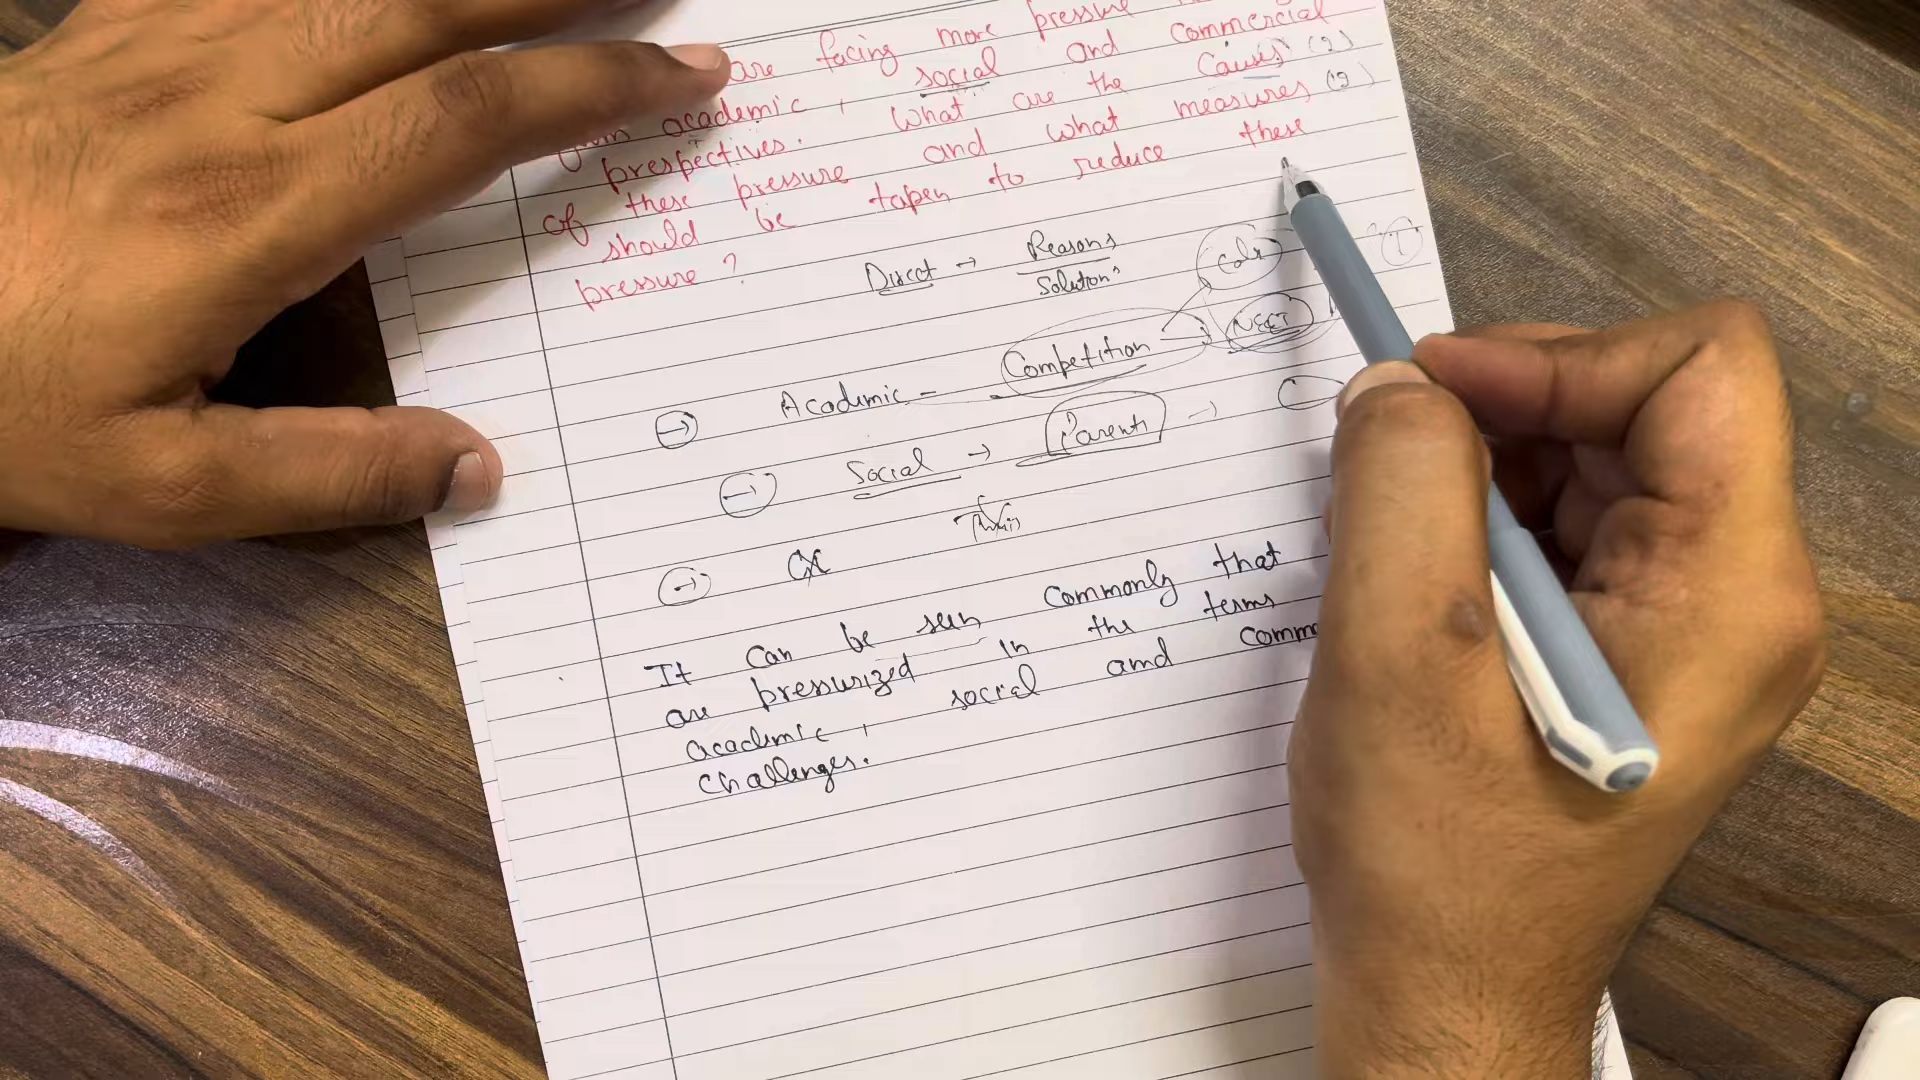 are facing more pressure
academic, social and commercial
prespectives. What are the Causes (2)
of these pressure and what measures (2)
should be taken to reduce these
pressure ?
Direct → Reasons
Solution
Academic - Competition → NEET
Social → Parents →
It can be seen commonly that
are pressurized in the terms
academic, social and comm
challenges.